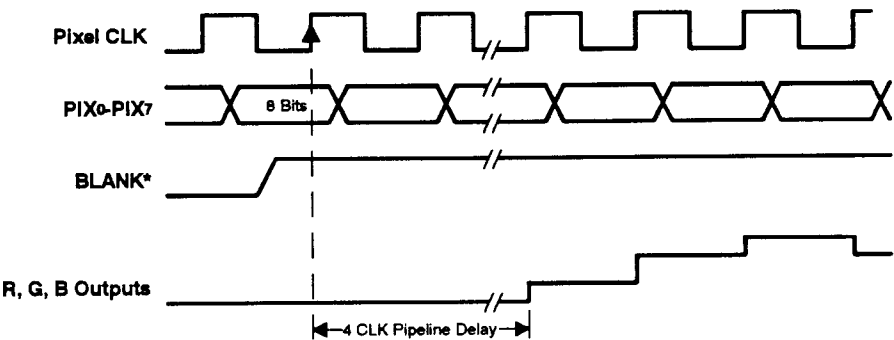 Pixel CLK
PIX0-PIX7
8 Bits
BLANK*
R, G, B Outputs
4 CLK Pipeline Delay